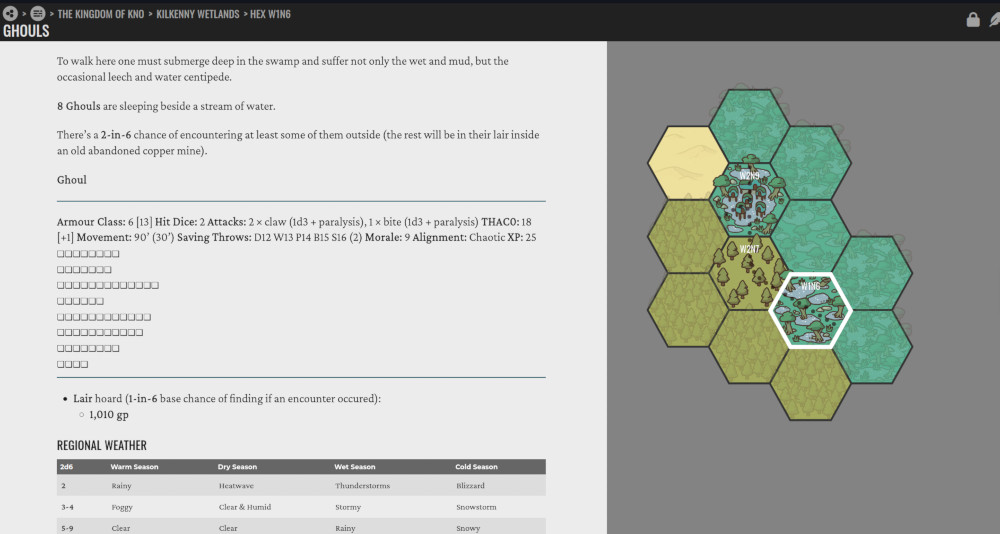 > THE KINGDOM OF KNO > KILKENNY WETLANDS > HEX W1N6
GHOULS
To walk here one must submerge deep in the swamp and suffer not only the wet and mud, but the
occasional leech and water centipede.
8 Ghouls are sleeping beside a stream of water.
There's a 2-in-6 chance of encountering at least some of them outside (the rest will be in their lair inside
an old abandoned copper mine).
Ghoul
Armour Class: 6 [13] Hit Dice: 2 Attacks: 2 × claw (1d3 + paralysis), 1 × bite (1d3 + paralysis) THAC0: 18
[+1] Movement: 90' (30') Saving Throws: D12 W13 P14 B15 S16 (2) Morale: 9 Alignment: Chaotic XP: 25
• Lair hoard (1-in-6 base chance of finding if an encounter occured):
○ 1,010 gp
REGIONAL WEATHER
2d6 Warm Season Dry Season Wet Season Cold Season
2 Rainy Heatwave Thunderstorms Blizzard
3-4 Foggy Clear & Humid Stormy Snowstorm
5-9 Clear Clear Rainy Snowy
W2N9
W2N7
W1N6